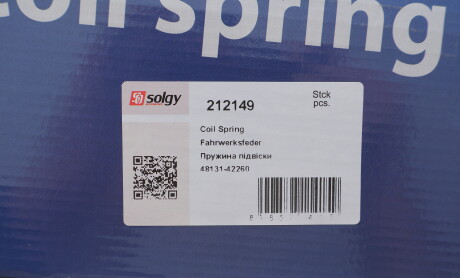 coil spring
solgy
212149
Stck
pcs.
Coil Spring
Fahrwerksfeder
Пружина підвіски
48131-42260